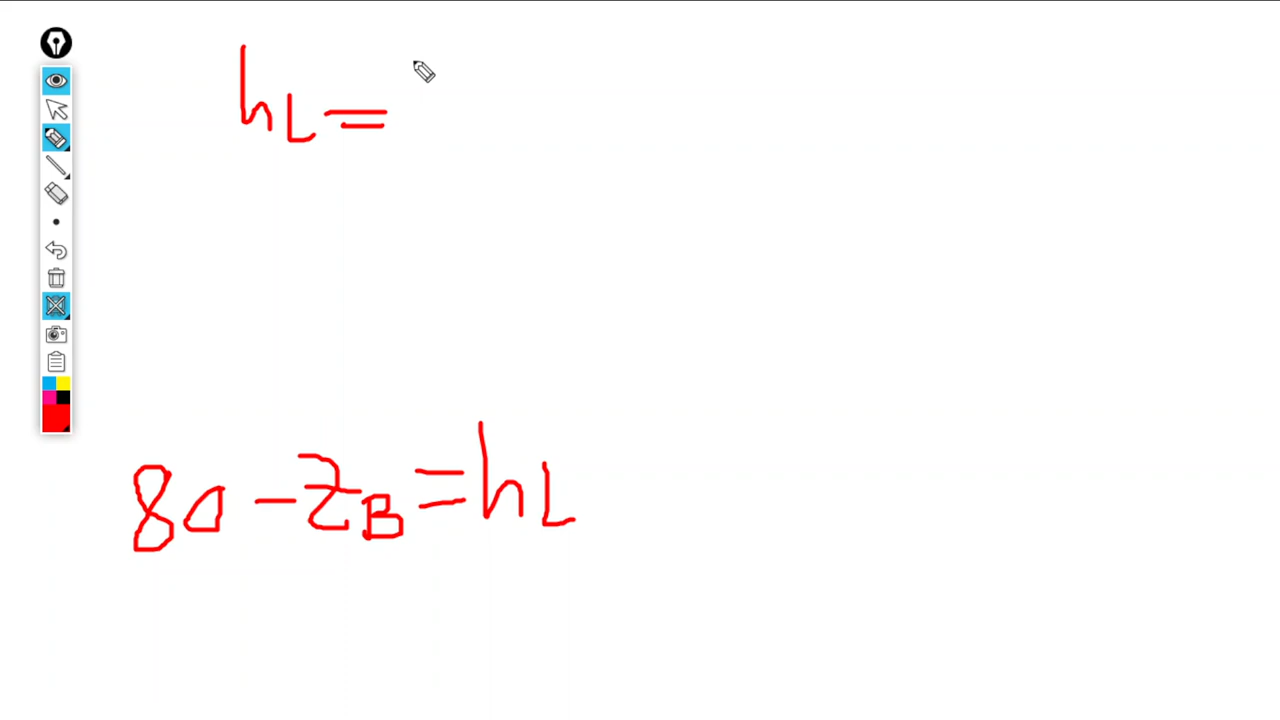 hL =
80 - ZB = hL